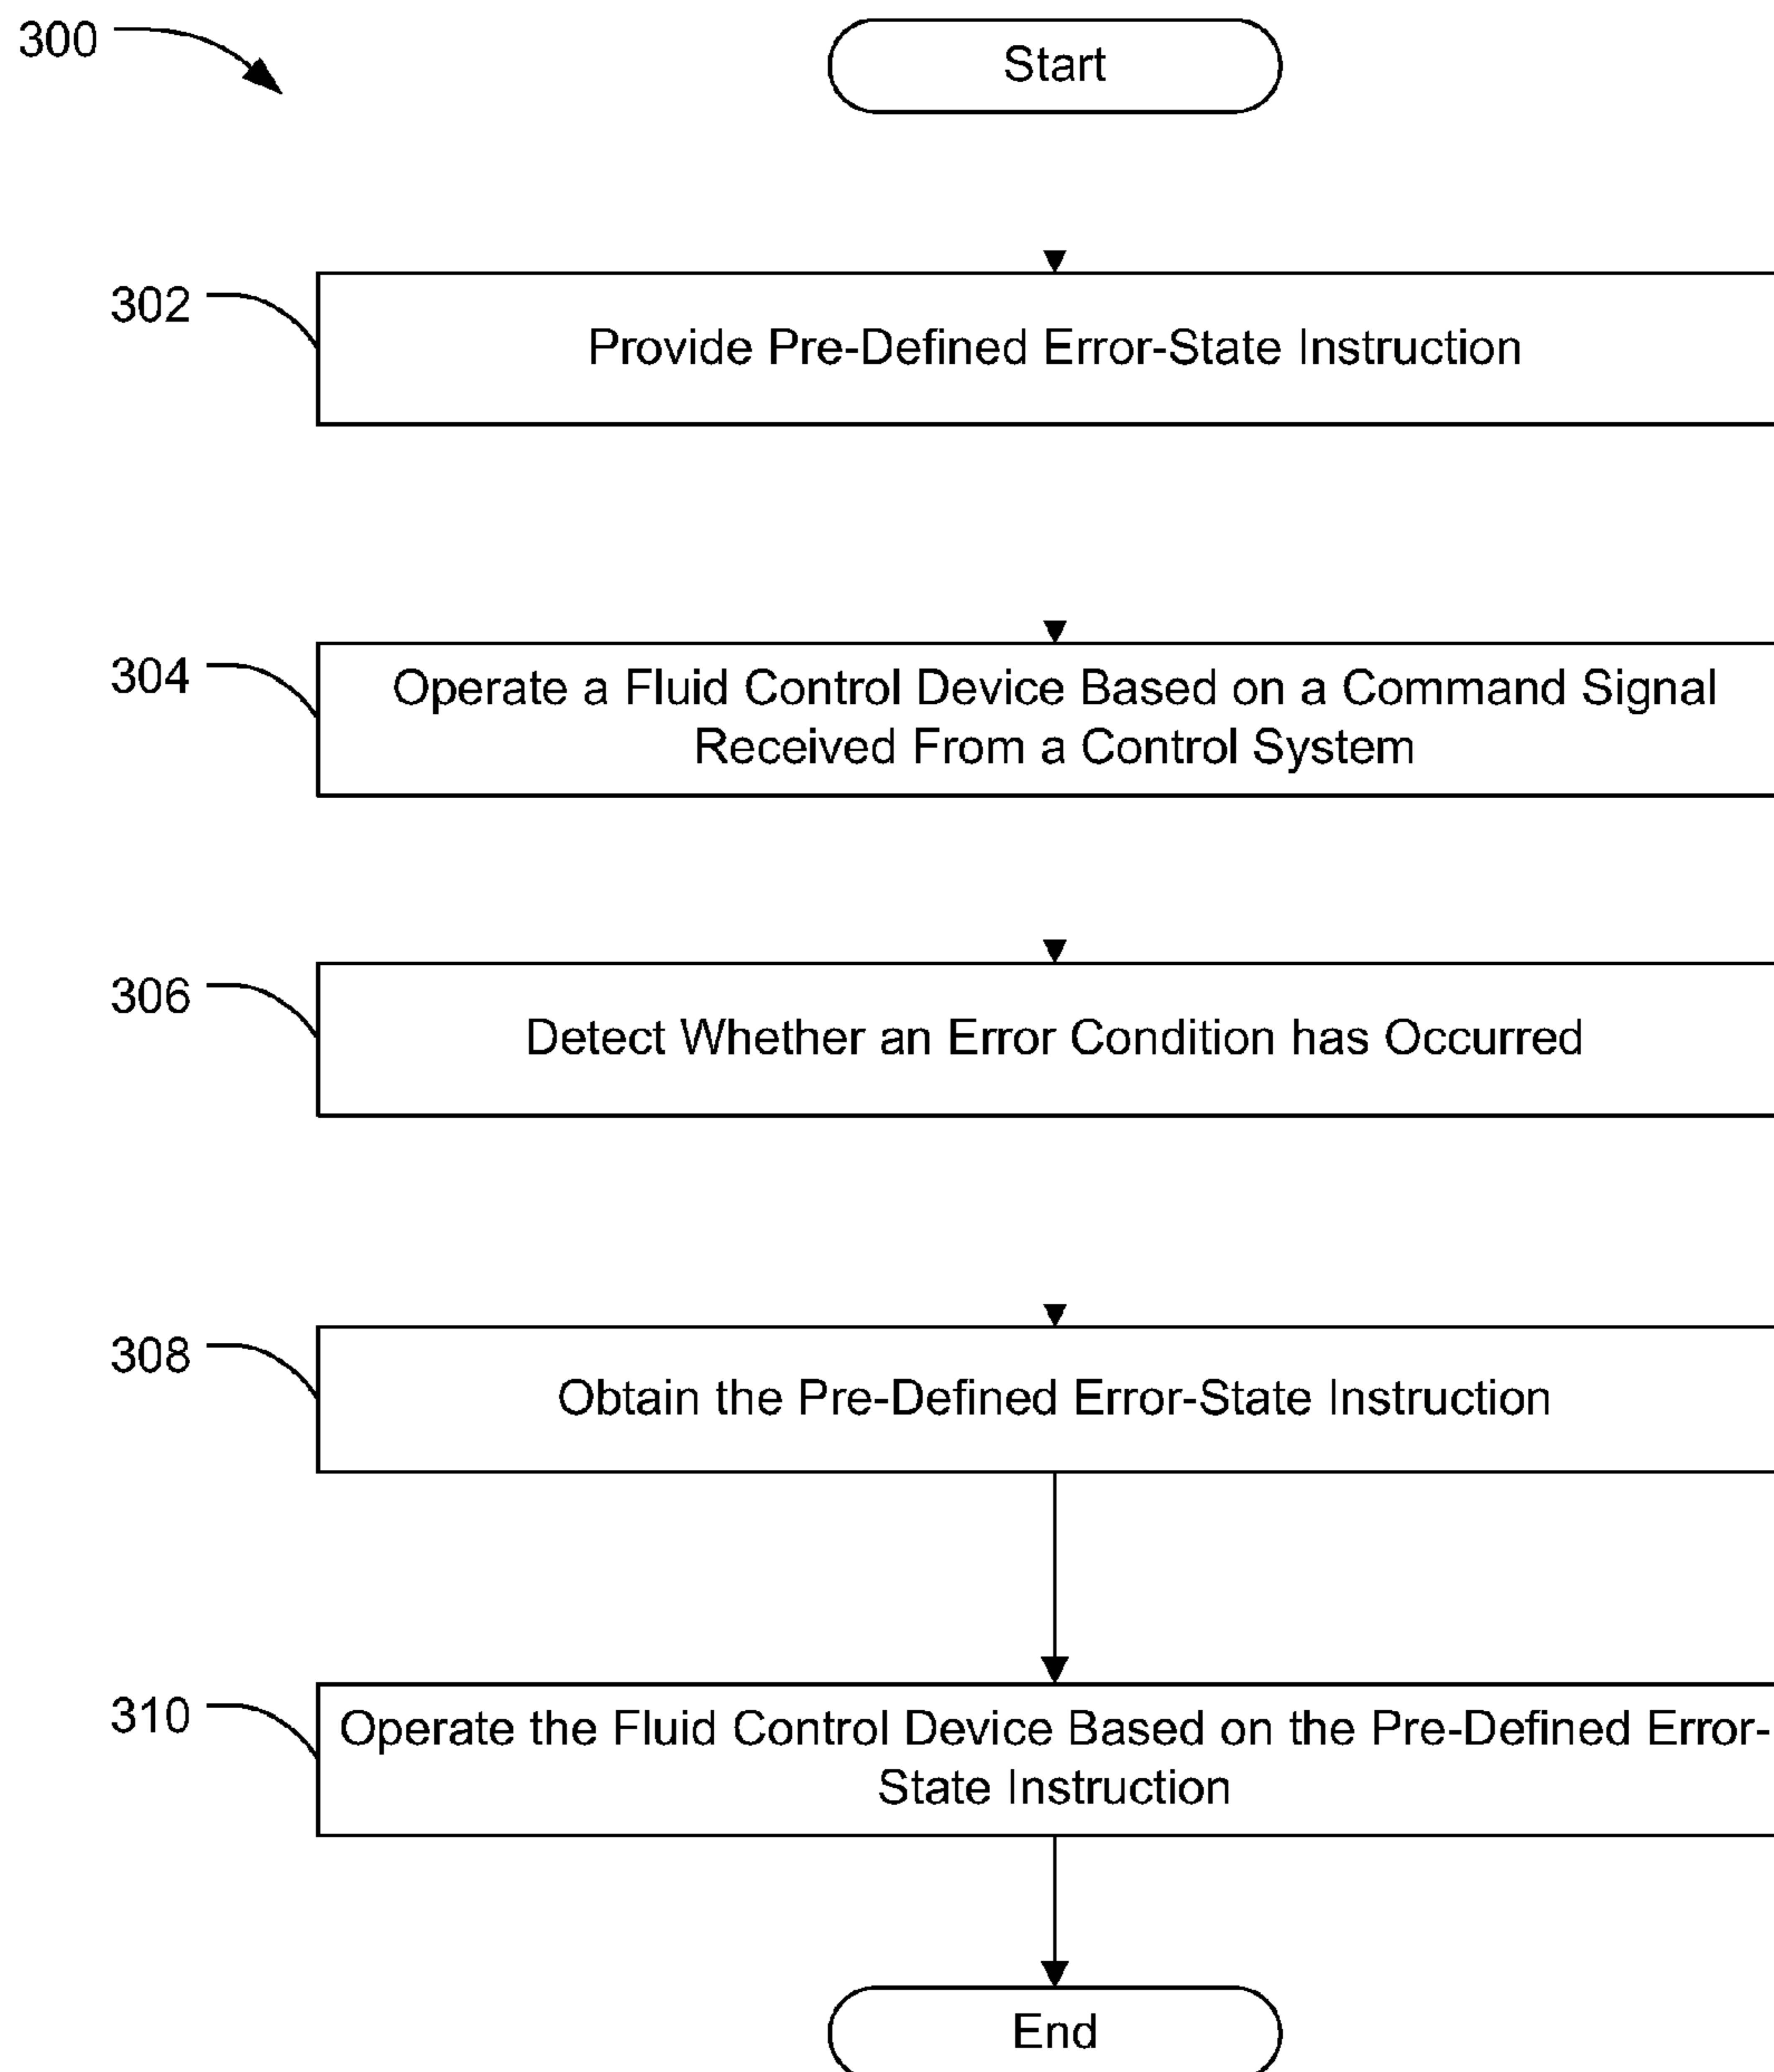 300
Start
302
Provide Pre-Defined Error-State Instruction
304
Operate a Fluid Control Device Based on a Command Signal
Received From a Control System
306
Detect Whether an Error Condition has Occurred
308
Obtain the Pre-Defined Error-State Instruction
310
Operate the Fluid Control Device Based on the Pre-Defined Error-
State Instruction
End